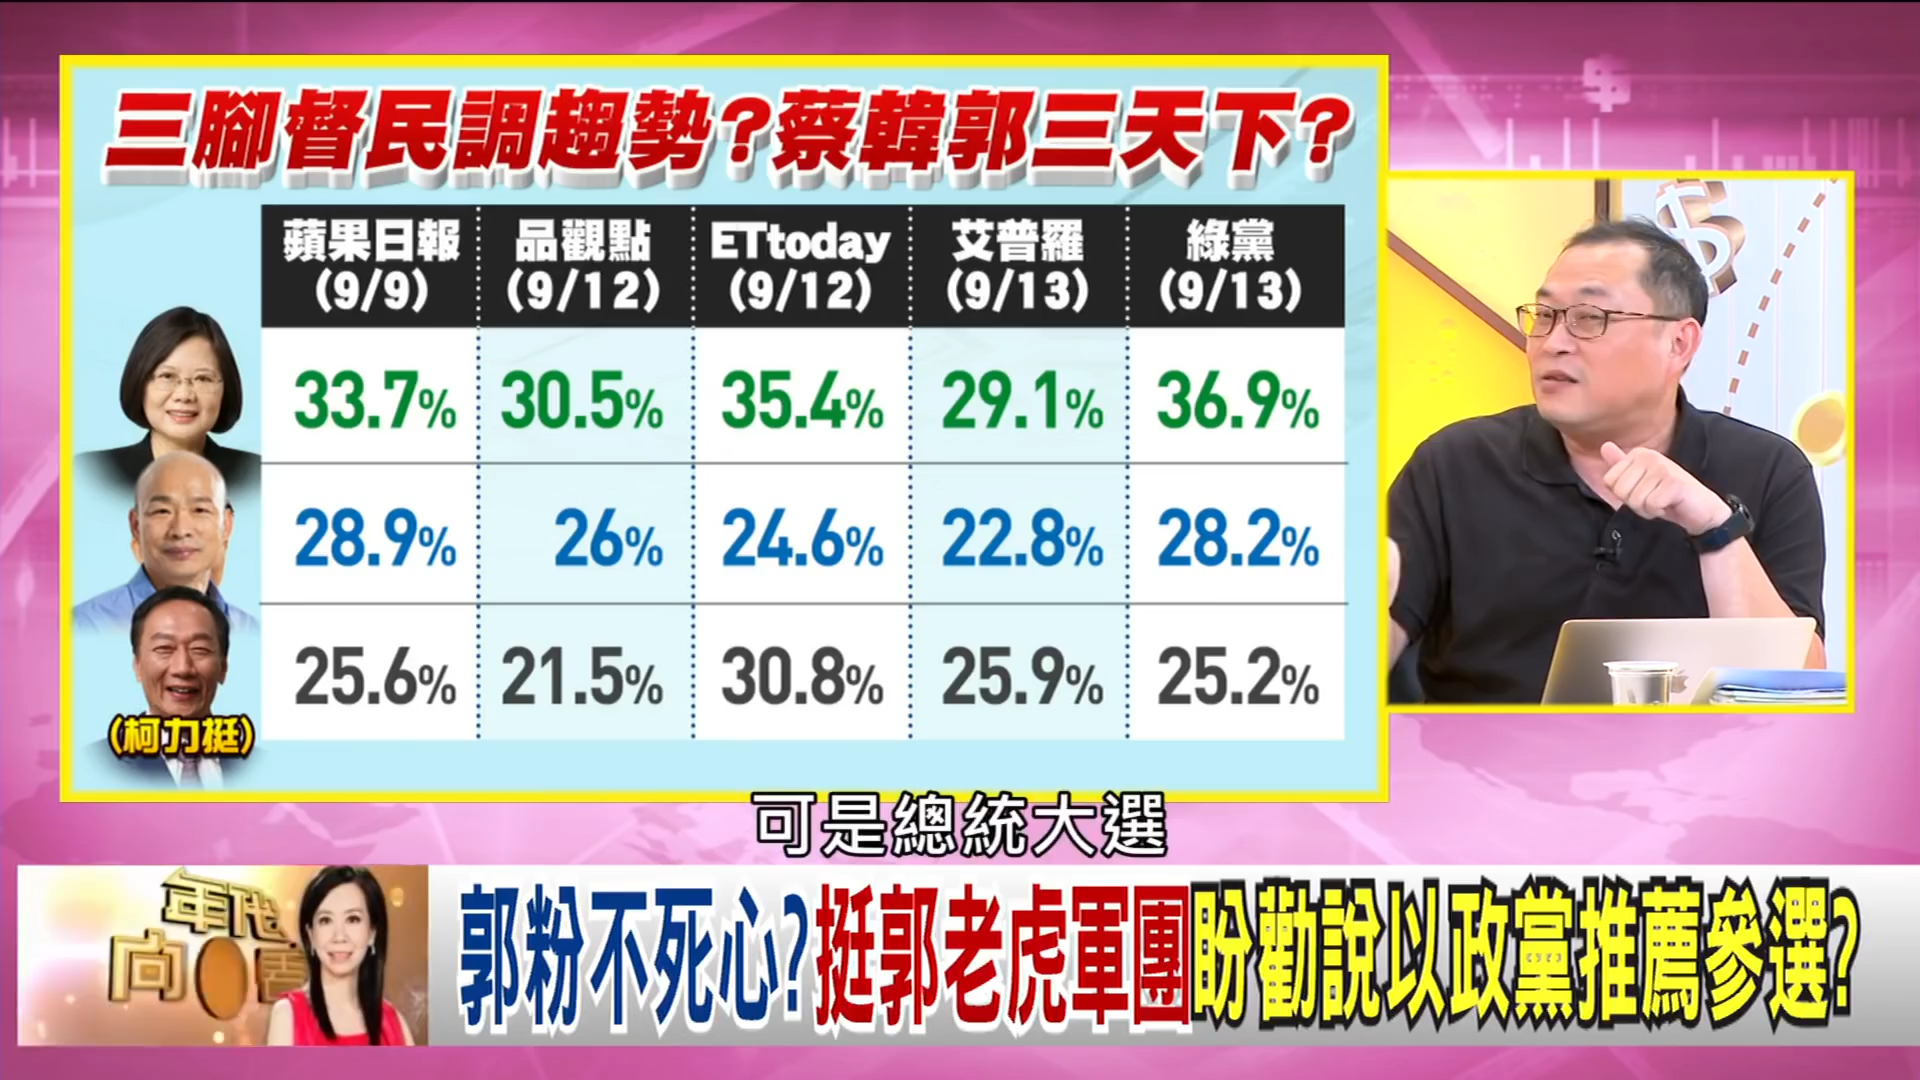 三腳督民調趨勢?蔡韓郭三天下?
蘋果日報 品觀點 ETtoday 艾普羅 綠黨
(9/9) (9/12) (9/12) (9/13) (9/13)
33.7% 30.5% 35.4% 29.1% 36.9%
28.9% 26% 24.6% 22.8% 28.2%
25.6% 21.5% 30.8% 25.9% 25.2%
(柯力挺)
可是總統大選
年代
向
郭粉不死心?挺郭老虎軍團盼勸說以政黨推薦參選?